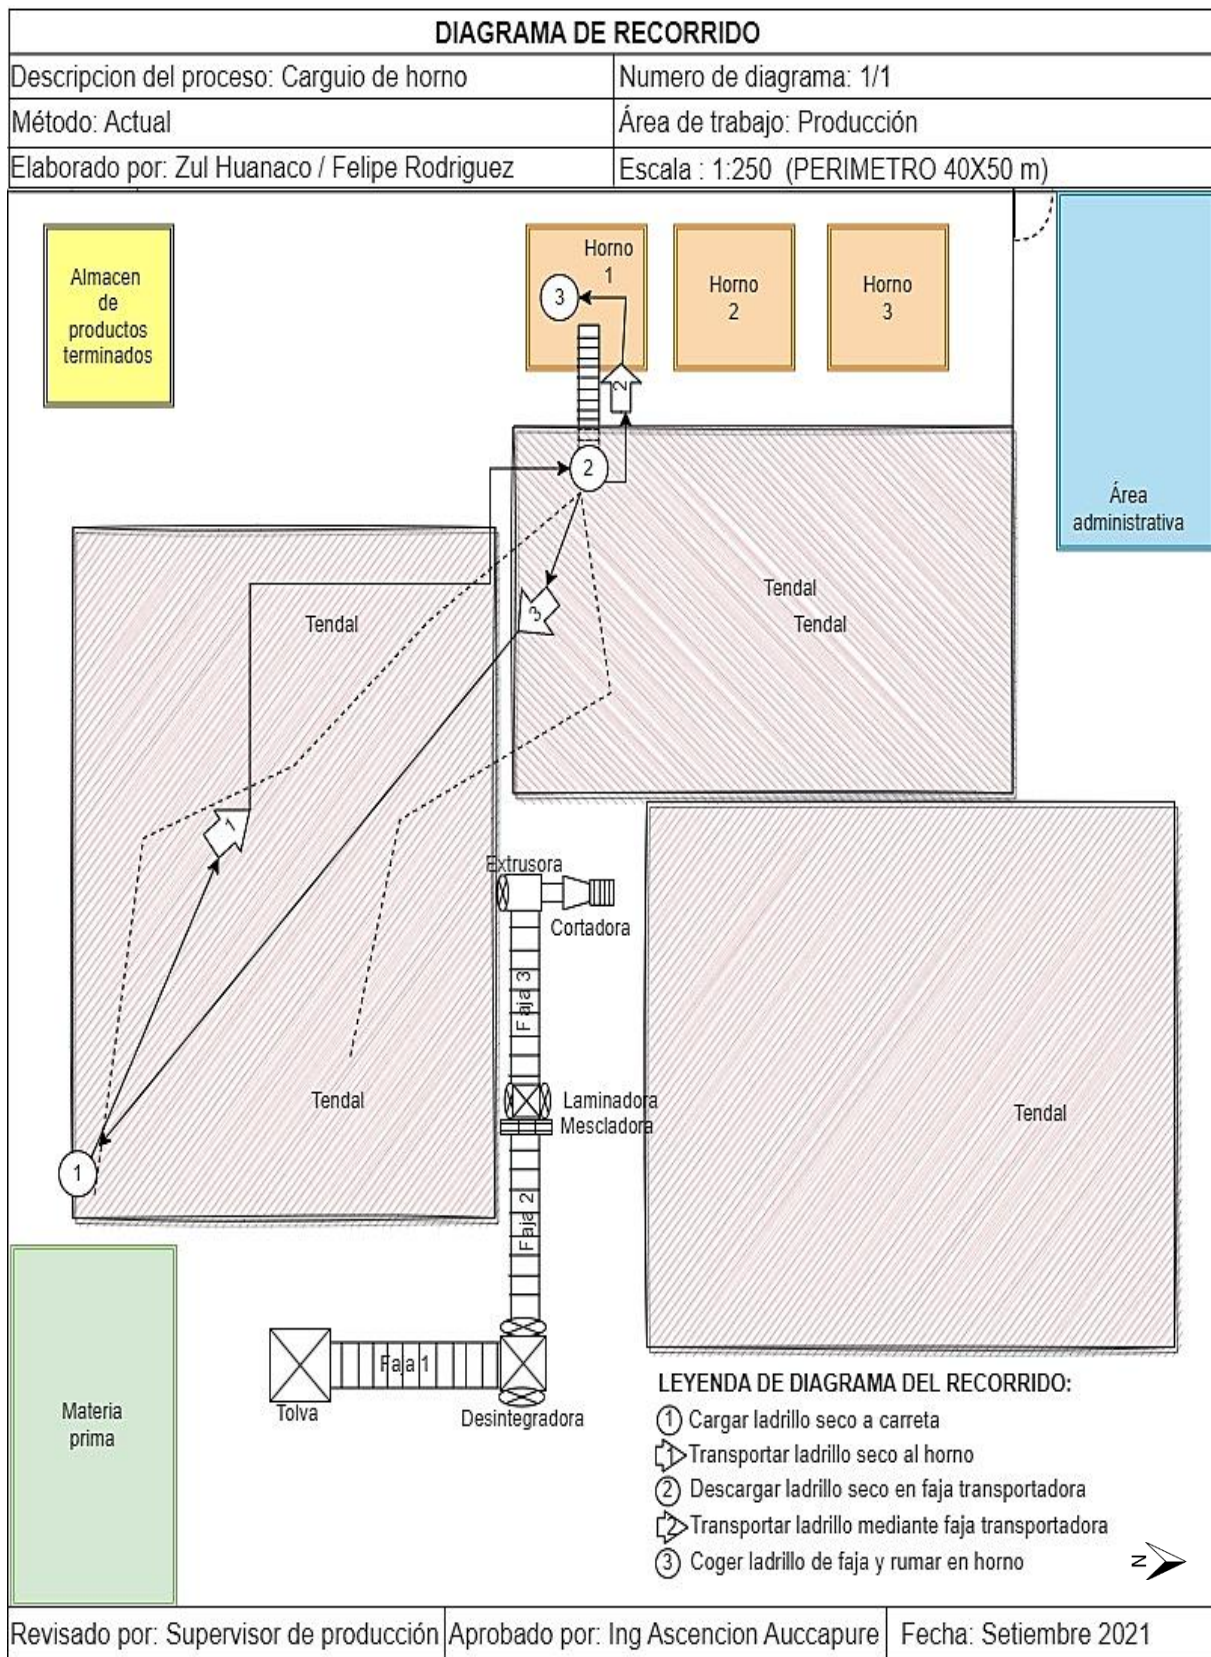 DIAGRAMA DE RECORRIDO
Descripcion del proceso: Carguio de horno
Numero de diagrama: 1/1
Método: Actual
Área de trabajo: Producción
Elaborado por: Zul Huanaco / Felipe Rodriguez
Escala : 1:250 (PERIMETRO 40X50 m)
Almacen
de
productos
terminados
Horno
1
3
Horno
2
Horno
3
2
2
Área
administrativa
Tendal
Tendal
Tendal
3
1
Extrusora
Cortadora
Faja 3
Laminadora
Mescladora
Tendal
Tendal
1
Faja 2
Materia
prima
Faja 1
Tolva
Desintegradora
LEYENDA DE DIAGRAMA DEL RECORRIDO:
1 Cargar ladrillo seco a carreta
1 Transportar ladrillo seco al horno
2 Descargar ladrillo seco en faja transportadora
2 Transportar ladrillo mediante faja transportadora
3 Coger ladrillo de faja y rumar en horno
N
Revisado por: Supervisor de producción
Aprobado por: Ing Ascencion Auccapure
Fecha: Setiembre 2021